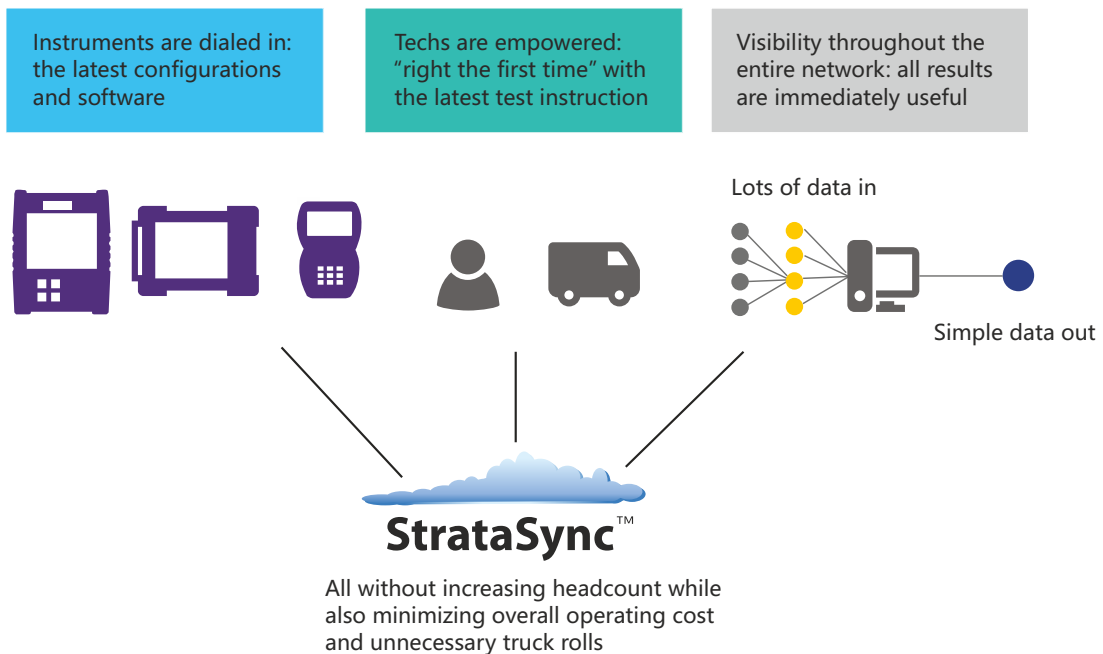 Instruments are dialed in:
the latest configurations
and software
Techs are empowered:
“right the first time” with
the latest test instruction
Visibility throughout the
entire network: all results
are immediately useful
Lots of data in
Simple data out
StrataSync™
All without increasing headcount while
also minimizing overall operating cost
and unnecessary truck rolls